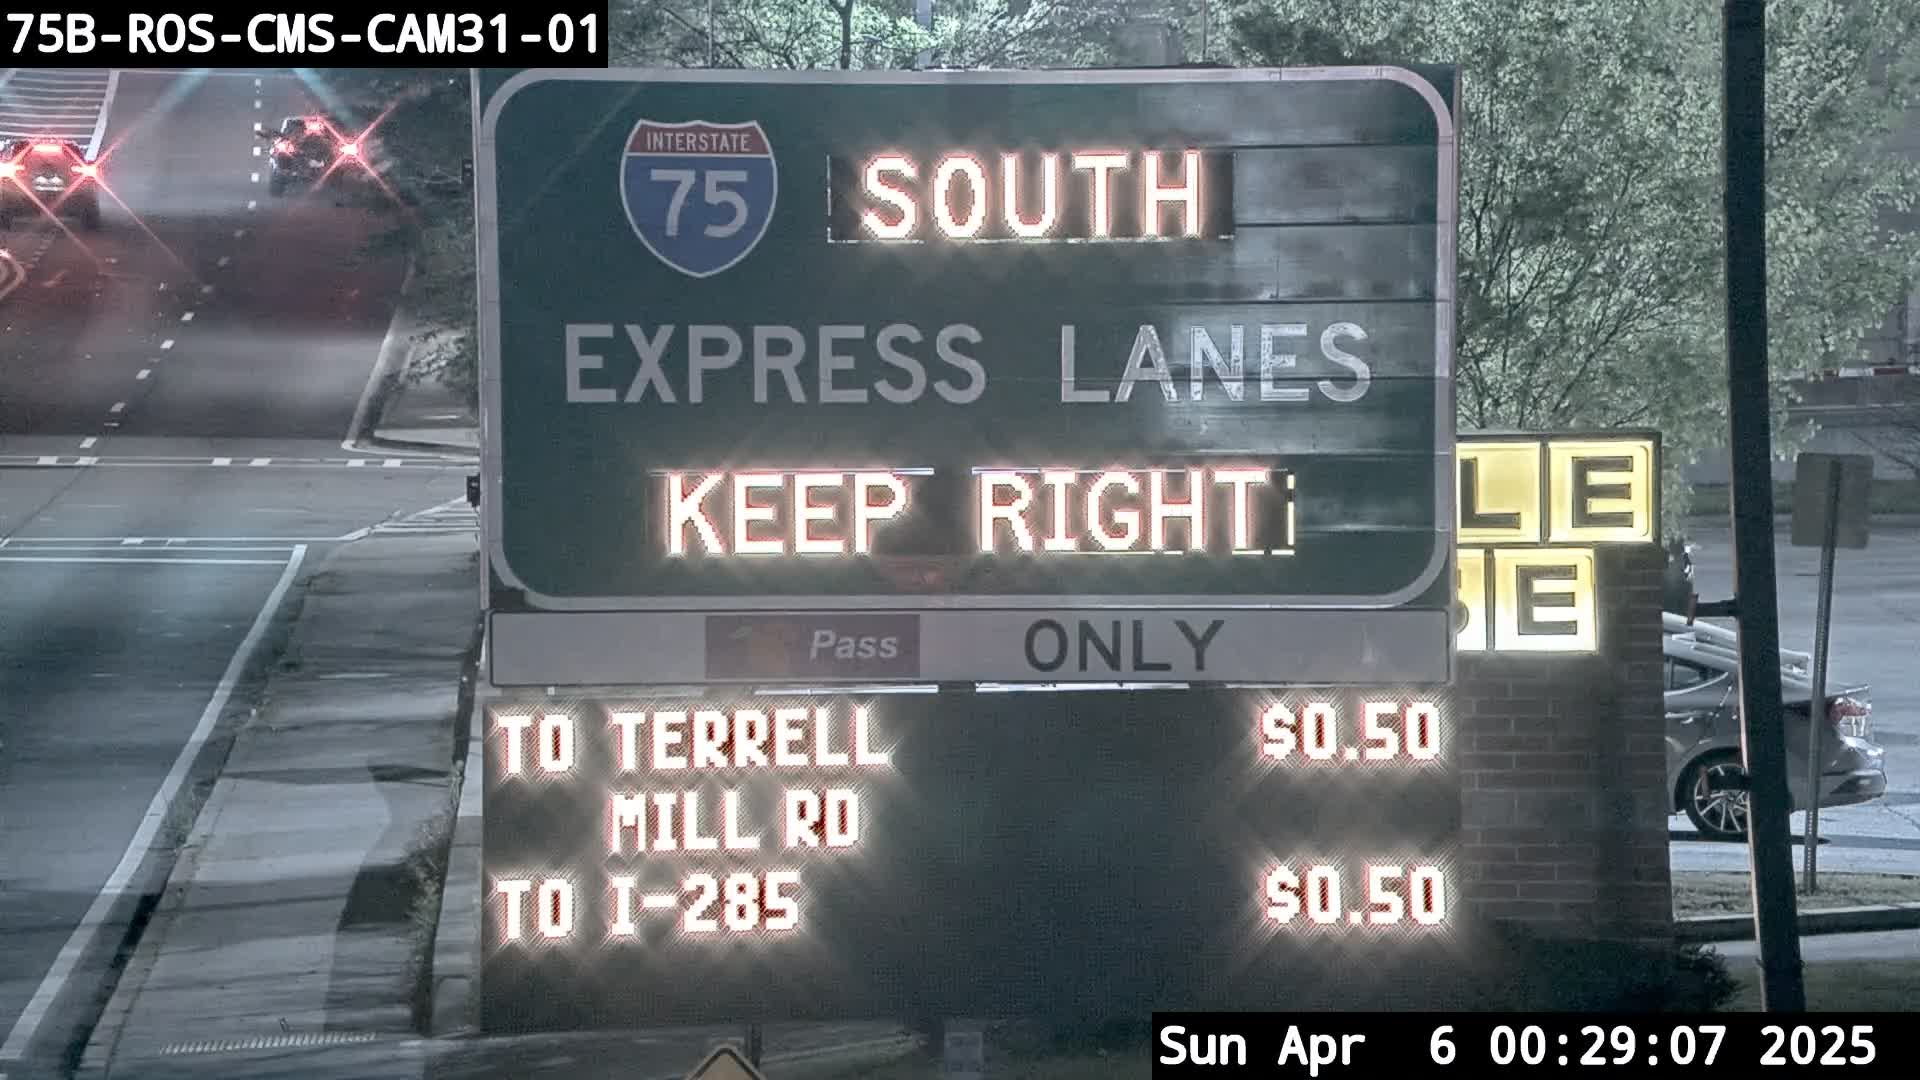 75B-ROS-CMS-CAM31-01
INTERSTATE
75
SOUTH
EXPRESS LANES
KEEP RIGHT
Pass ONLY
TO TERRELL $0.50
MILL RD
TO I-285 $0.50
LE
E
Sun Apr 6 00:29:07 2025